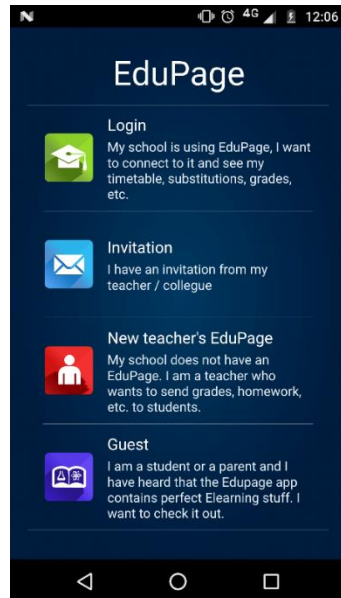 4G 12:06
EduPage
Login
My school is using EduPage, I want
to connect to it and see my
timetable, substitutions, grades,
etc.
Invitation
I have an invitation from my
teacher / collegue
New teacher's EduPage
My school does not have an
EduPage. I am a teacher who
wants to send grades, homework,
etc. to students.
Guest
I am a student or a parent and I
have heard that the Edupage app
contains perfect Elearning stuff. I
want to check it out.